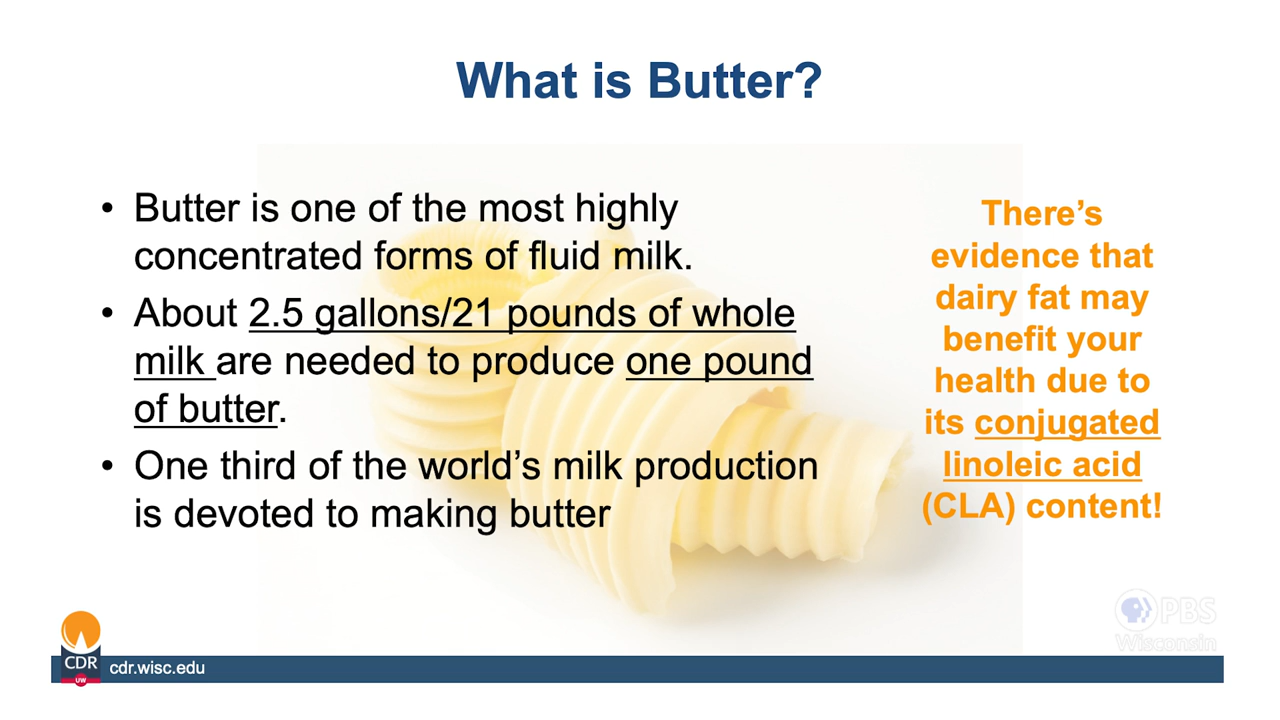 What is Butter?
• Butter is one of the most highly
concentrated forms of fluid milk.
• About 2.5 gallons/21 pounds of whole
milk are needed to produce one pound
of butter.
• One third of the world’s milk production
is devoted to making butter
There’s
evidence that
dairy fat may
benefit your
health due to
its conjugated
linoleic acid
(CLA) content!
PBS
Wisconsin
CDR
UW
cdr.wisc.edu